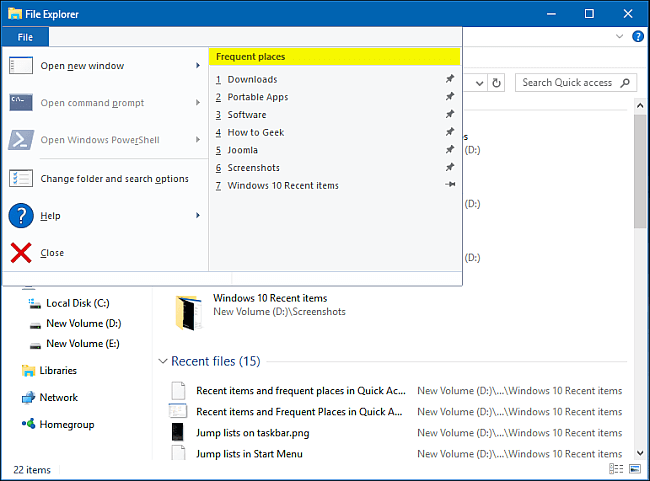 File Explorer
File
Open new window
Open command prompt
Open Windows PowerShell
Change folder and search options
Help
Close
Frequent places
1 Downloads
2 Portable Apps
3 Software
4 How to Geek
5 Joomla
6 Screenshots
7 Windows 10 Recent items
Search Quick access
(D:)
(D:)
(D:)
Windows 10 Recent items
New Volume (D:)\Screenshots
Local Disk (C:)
New Volume (D:)
New Volume (E:)
Libraries
Network
Homegroup
Recent files (15)
Recent items and frequent places in Quick Ac... New Volume (D:)\...\Windows 10 Recent items
Recent items and Frequent Places in Quick A... New Volume (D:)\...\Windows 10 Recent items
Jump lists on taskbar.png New Volume (D:)\...\Windows 10 Recent items
Jump lists in Start Menu New Volume (D:)\...\Windows 10 Recent items
22 items